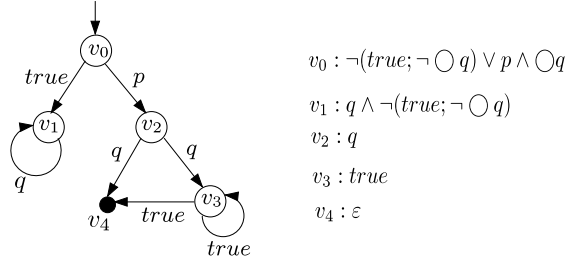 v₀
true
p
v₁
v₂
q
q
q
v₃
v₄
true
true
v₀ : ¬(true; ¬ ◯ q) ∨ p ∧ ◯q
v₁ : q ∧ ¬(true; ¬ ◯ q)
v₂ : q
v₃ : true
v₄ : ε